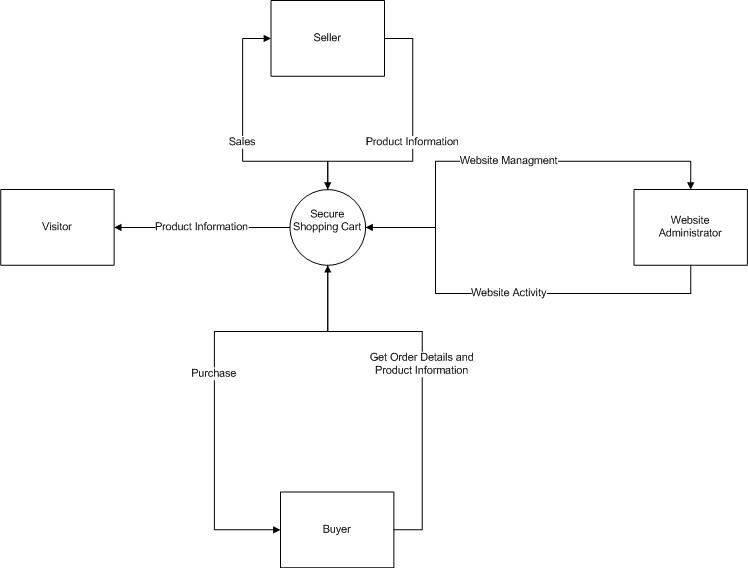 Seller
Sales
Product Information
Website Managment
Visitor
Product Information
Secure
Shopping Cart
Website
Administrator
Website Activity
Purchase
Get Order Details and
Product Information
Buyer